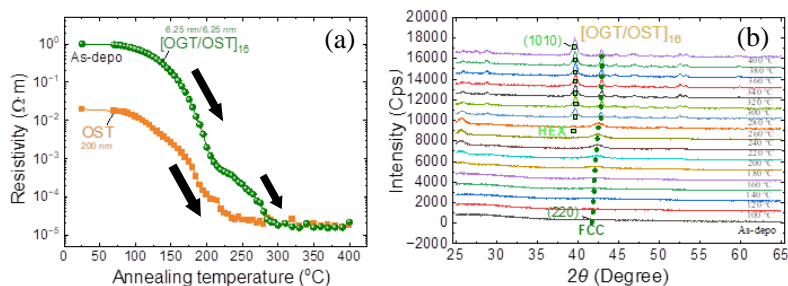 6.25 nm/6.25 nm
[OGT/OST]16
(a)
As-depo
OST
200 nm
10⁰
10⁻¹
10⁻²
10⁻³
10⁻⁴
10⁻⁵
Resistivity (Ω·m)
0 50 100 150 200 250 300 350 400
Annealing temperature (°C)
[OGT/OST]16
(b)
(1010)
HEX
(220)
FCC
400 ℃
380 ℃
360 ℃
340 ℃
320 ℃
300 ℃
280 ℃
260 ℃
240 ℃
220 ℃
200 ℃
180 ℃
160 ℃
140 ℃
120 ℃
As-depo
20000
18000
16000
14000
12000
10000
8000
6000
4000
2000
0
−2000
Intensity (Cps)
25 30 35 40 45 50 55 60 65
2θ (Degree)